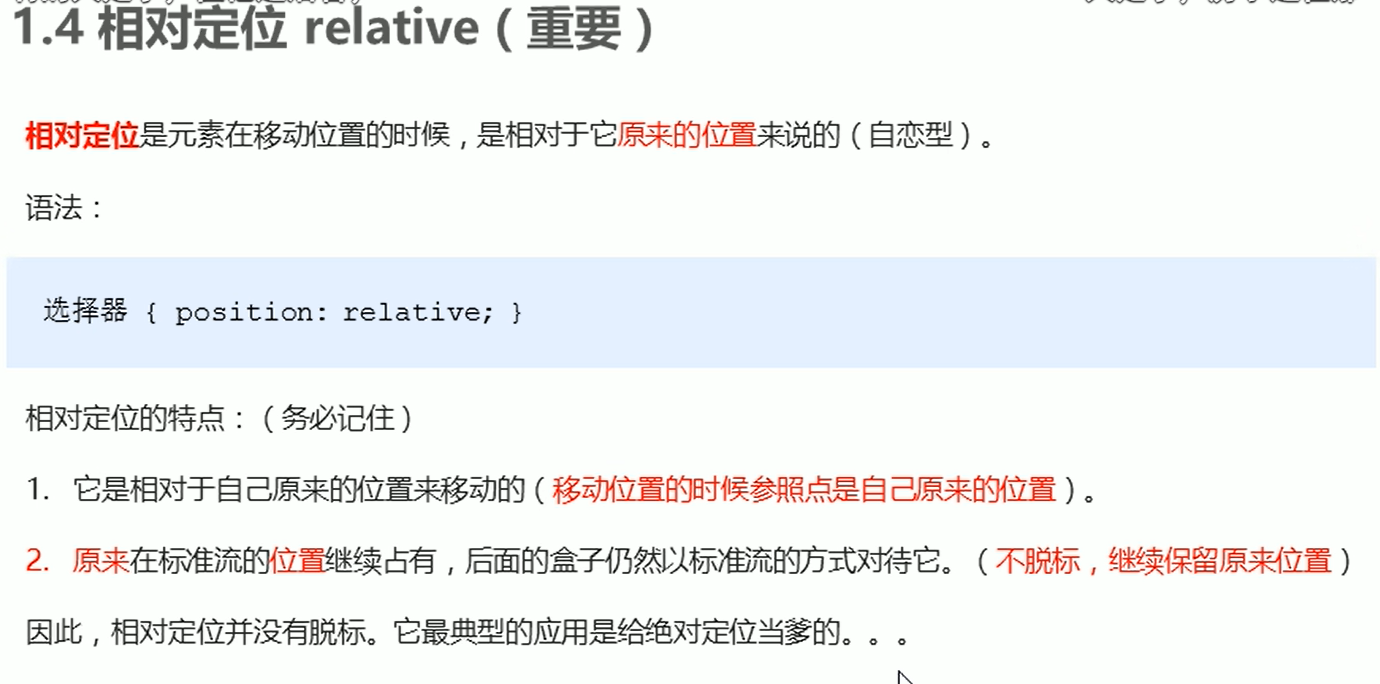 1.4 相对定位 relative（重要）
相对定位是元素在移动位置的时候，是相对于它原来的位置来说的（自恋型）。
语法：
选择器 { position: relative; }
相对定位的特点：（务必记住）
1. 它是相对于自己原来的位置来移动的（移动位置的时候参照点是自己原来的位置）。
2. 原来在标准流的位置继续占有，后面的盒子仍然以标准流的方式对待它。（不脱标，继续保留原来位置）
因此，相对定位并没有脱标。它最典型的应用是给绝对定位当爹的。。。